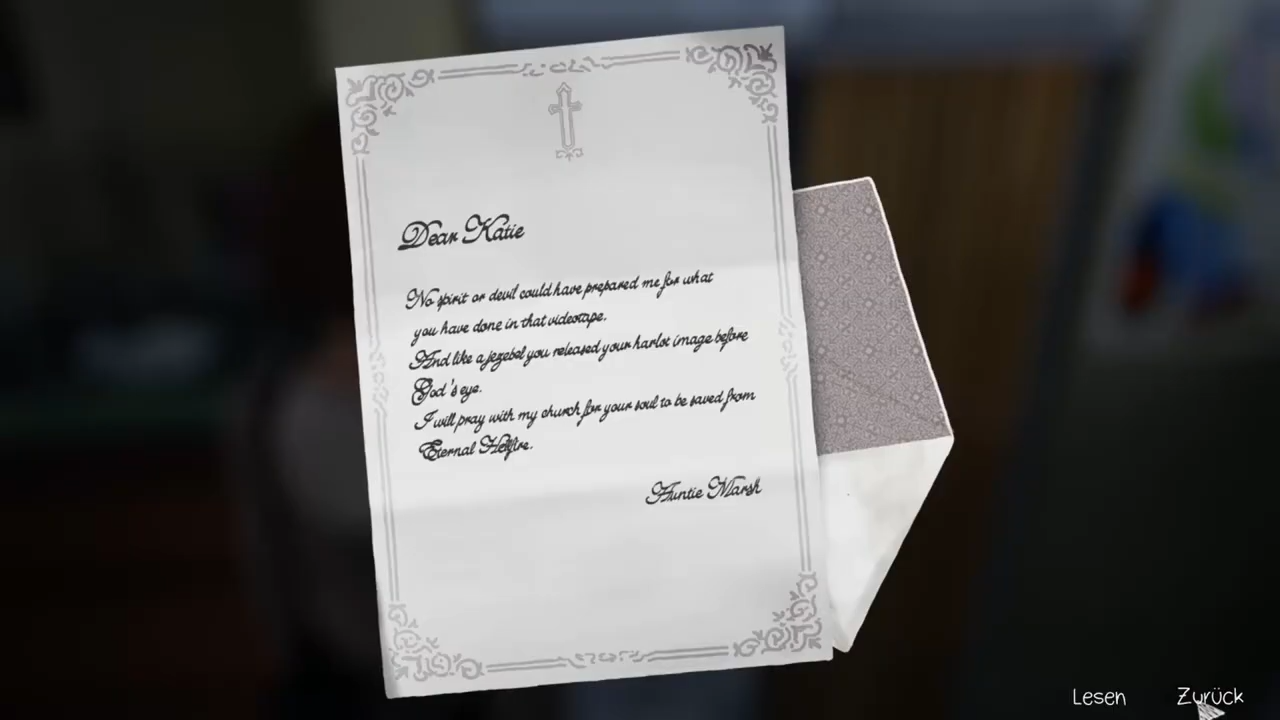 Dear Katie
No spirit or devil could have prepared me for what
you have done in that videotape.
And like a jezebel you released your harlot image before
God's eye.
I will pray with my church for your soul to be saved from
Eternal Hellfire.
Auntie Marsh
Lesen
Zurück